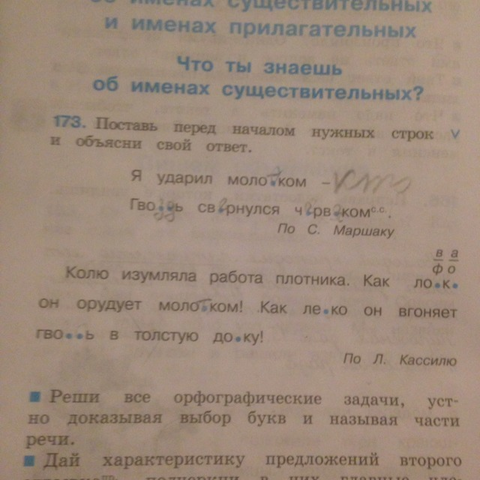 об именах существительных
и именах прилагательных
Что ты знаешь
об именах существительных?
173. Поставь перед началом нужных строк V
и объясни свой ответ.
Я ударил моло•ком –
Гво••ь св•рнулся ч•рв•ком с.с.
По С. Маршаку
в а
ф о
Колю изумляла работа плотника. Как ло•к•
он орудует моло•ком! Как ле•ко он вгоняет
гво••ь в толстую до•ку!
По Л. Кассилю
■ Реши все орфографические задачи, уст-
но доказывая выбор букв и называя части
речи.
■ Дай характеристику предложений второго